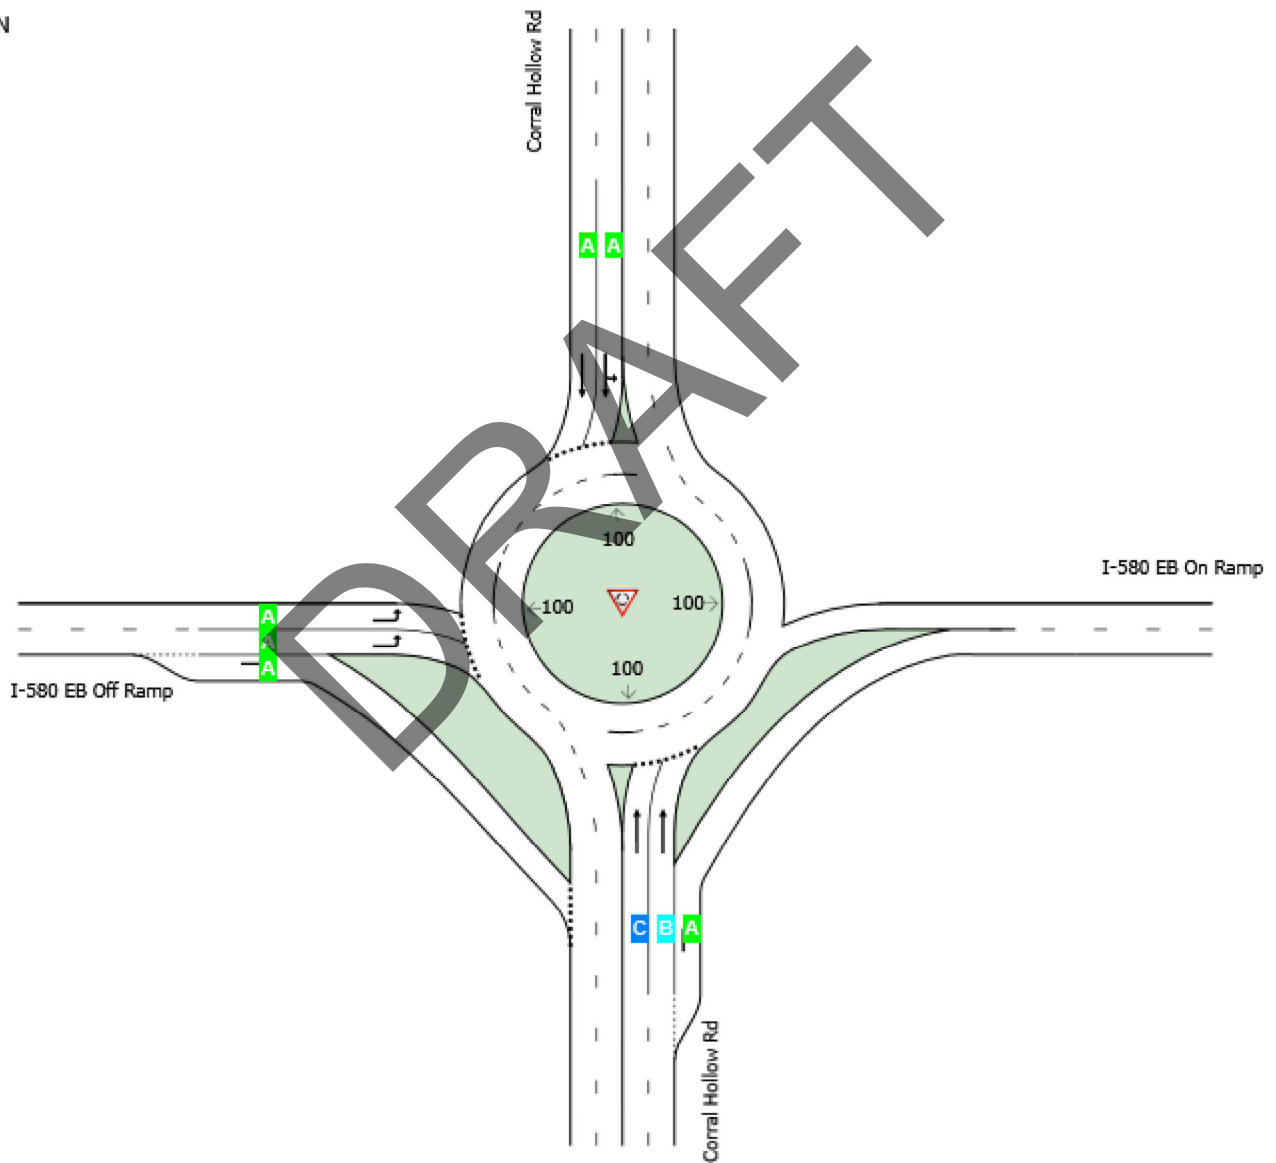 N
Corral Hollow Rd
DRAFT
A A
100
100
100
100
I-580 EB On Ramp
A
A
A
I-580 EB Off Ramp
C B A
Corral Hollow Rd